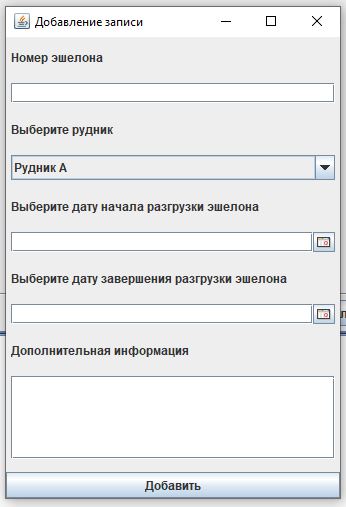 Добавление записи
Номер эшелона
Выберите рудник
Рудник А
Выберите дату начала разгрузки эшелона
Выберите дату завершения разгрузки эшелона
Дополнительная информация
Добавить